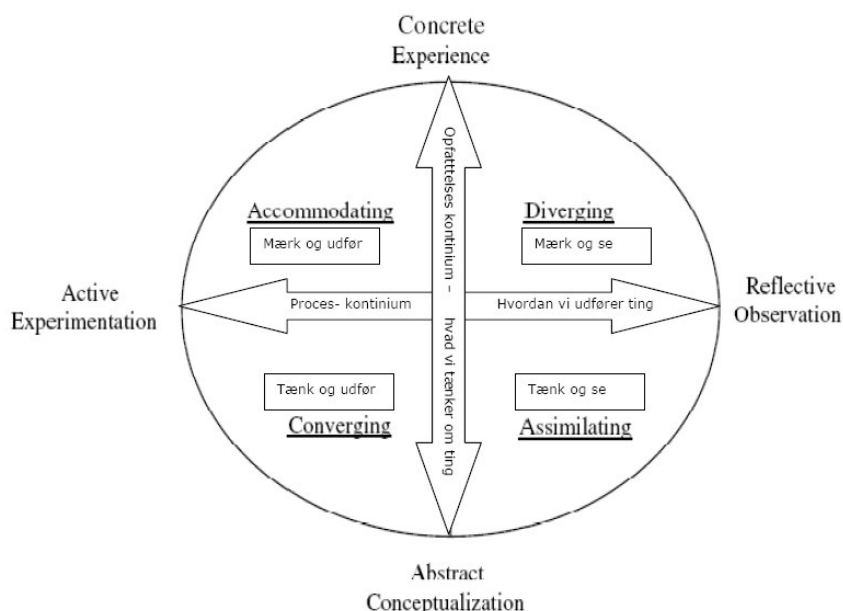 Concrete
Experience
Opfatttelses kontinium – hvad vi tænker om ting
Accommodating
Mærk og udfør
Diverging
Mærk og se
Active
Experimentation
Proces- kontinium
Hvordan vi udfører ting
Reflective
Observation
Tænk og udfør
Converging
Tænk og se
Assimilating
Abstract
Conceptualization